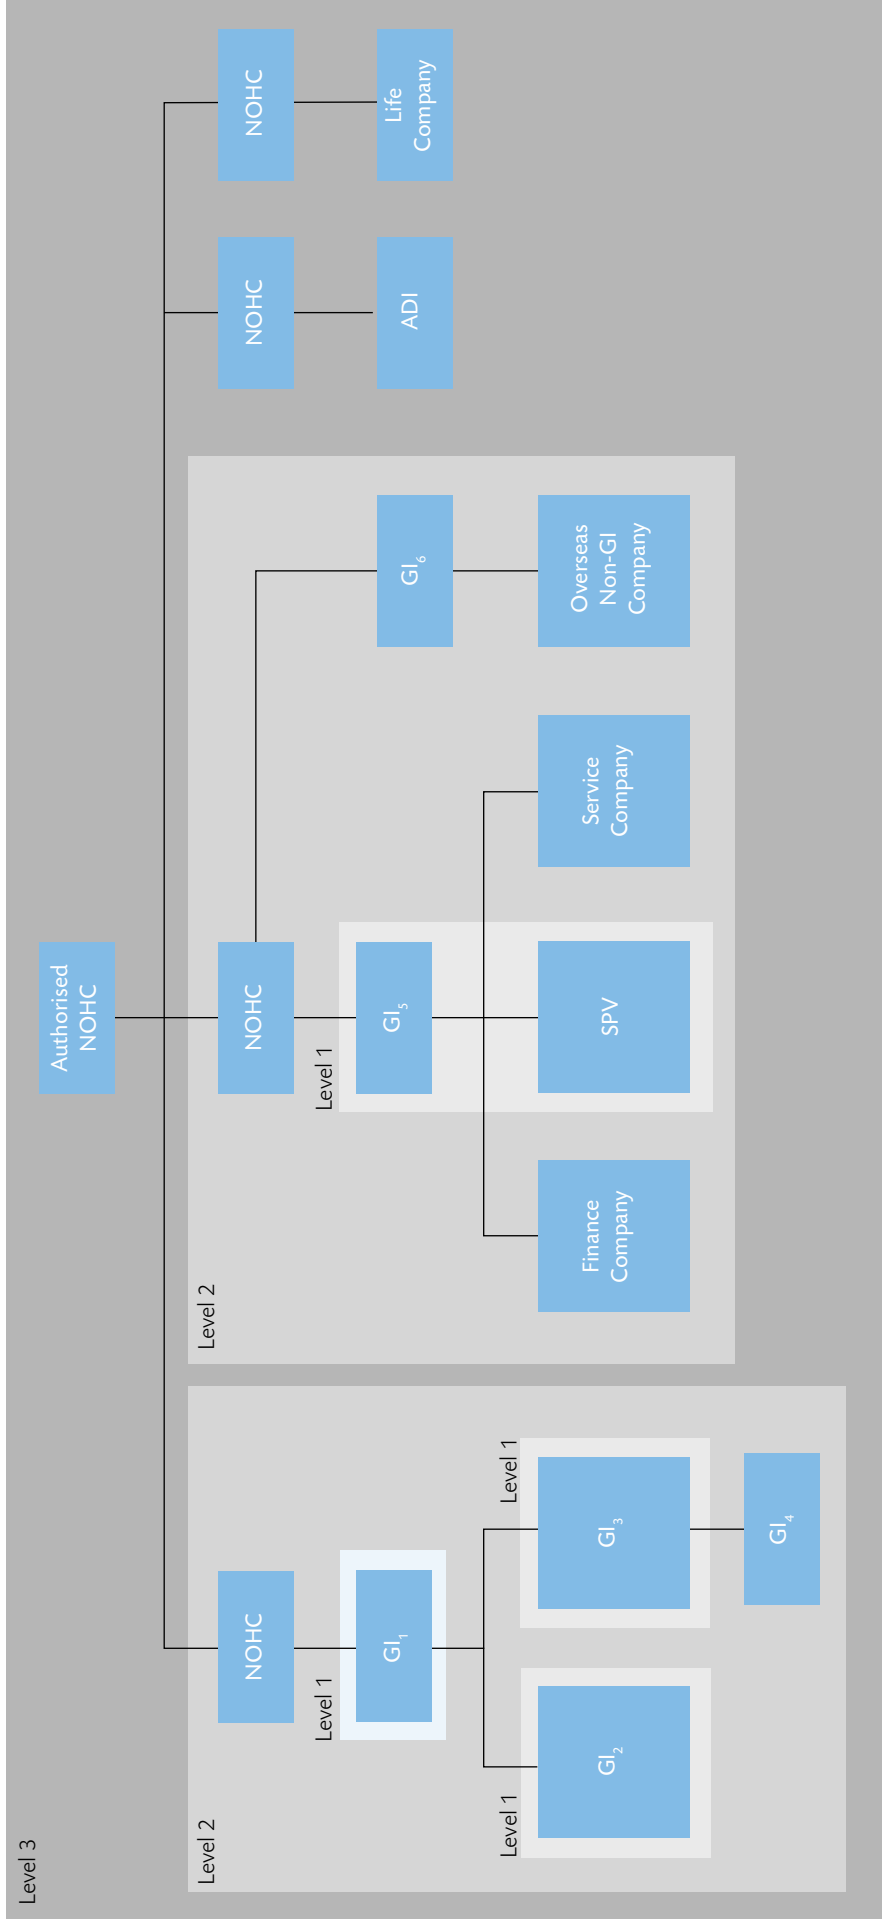 Level 3
Authorised
NOHC
Level 2
NOHC
Level 1
GI₁
Level 1
GI₂
Level 1
GI₃
GI₄
Level 2
NOHC
Level 1
GI₅
Finance
Company
SPV
Service
Company
GI₆
Overseas
Non-GI
Company
NOHC
ADI
NOHC
Life
Company